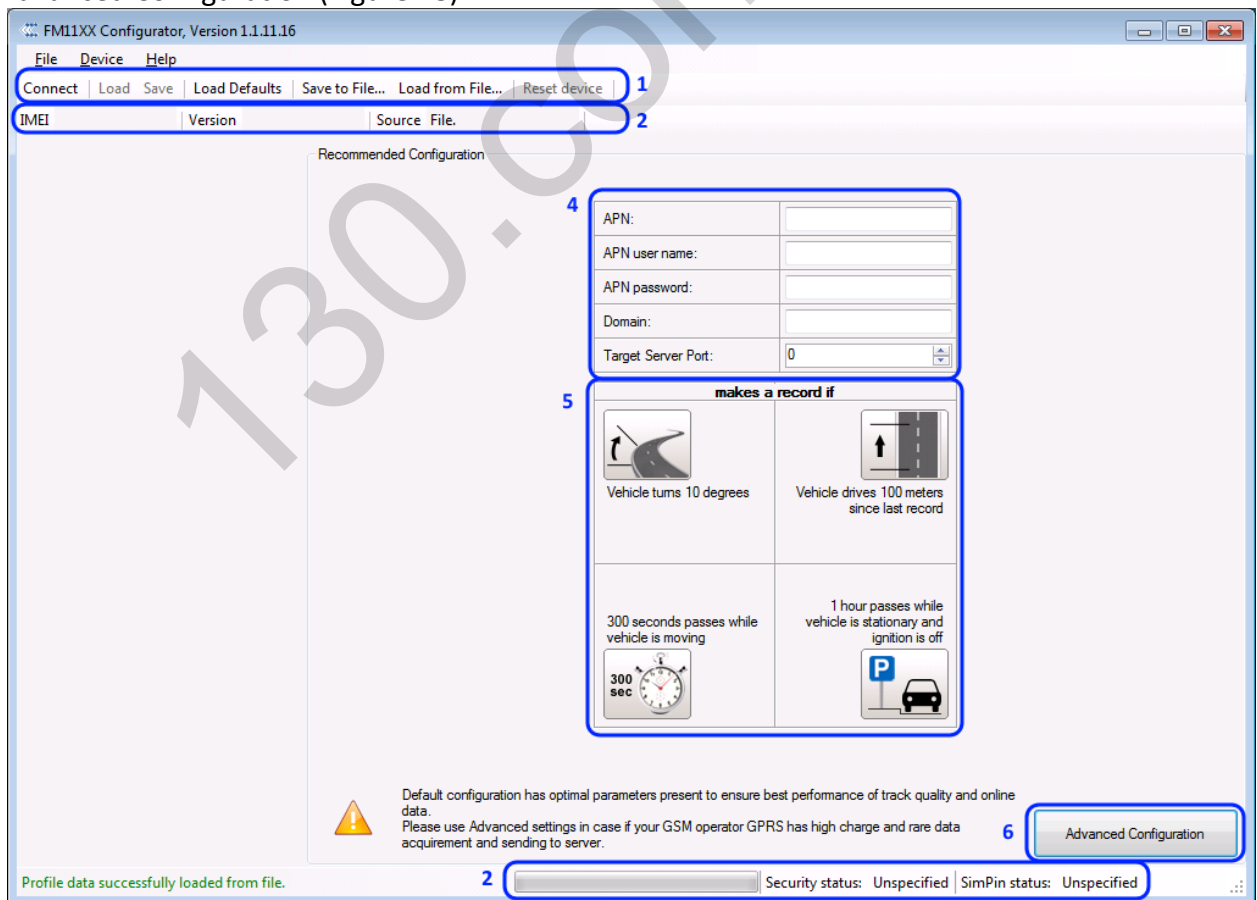 FM11XX Configurator, Version 1.1.11.16
File Device Help
Connect Load Save Load Defaults Save to File... Load from File... Reset device 1
IMEI Version Source File. 2
Recommended Configuration
4
APN:
APN user name:
APN password:
Domain:
Target Server Port: 0
5
makes a record if
Vehicle turns 10 degrees
Vehicle drives 100 meters
since last record
300 seconds passes while
vehicle is moving
300
sec
1 hour passes while
vehicle is stationary and
ignition is off
P
Default configuration has optimal parameters present to ensure best performance of track quality and online
data.
Please use Advanced settings in case if your GSM operator GPRS has high charge and rare data
acquirement and sending to server.
6 Advanced Configuration
Profile data successfully loaded from file. 2 Security status: Unspecified SimPin status: Unspecified
130.co